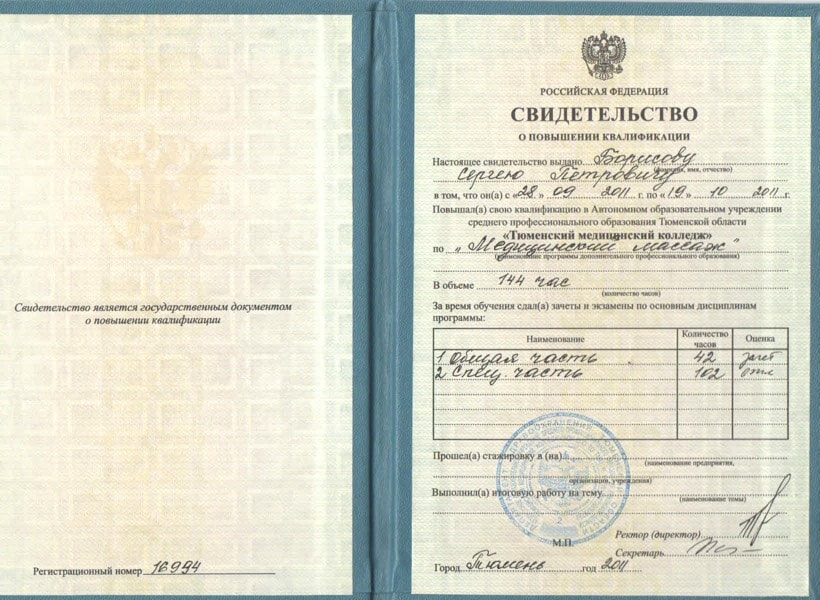 Свидетельство является государственным документом
о повышении квалификации
Регистрационный номер 16994
РОССИЙСКАЯ ФЕДЕРАЦИЯ
СВИДЕТЕЛЬСТВО
О ПОВЫШЕНИИ КВАЛИФИКАЦИИ
Настоящее свидетельство выдано Борисову
(фамилия, имя, отчество)
Сергею Петровичу
в том, что он(а) с «28» 09 2011 г. по «19» 10 2011 г.
Повышал(а) свою квалификацию в Автономном образовательном учреждении
среднего профессионального образования Тюменской области
«Тюменский медицинский колледж»
по „Медицинский массаж"
(наименование программы дополнительного профессионального образования)
В объеме 144 час
(количество часов)
За время обучения сдал(а) зачеты и экзамены по основным дисциплинам
программы:
Наименование Количество часов Оценка
1 Общая часть 42 зачет
2 Спец. часть 102 отл
Прошел(а) стажировку в (на)
(наименование предприятия,
организации, учреждения)
Выполнил(а) итоговую работу на тему
(наименование темы)
Ректор (директор)
М.П.
Секретарь
Город Тюмень год 2011